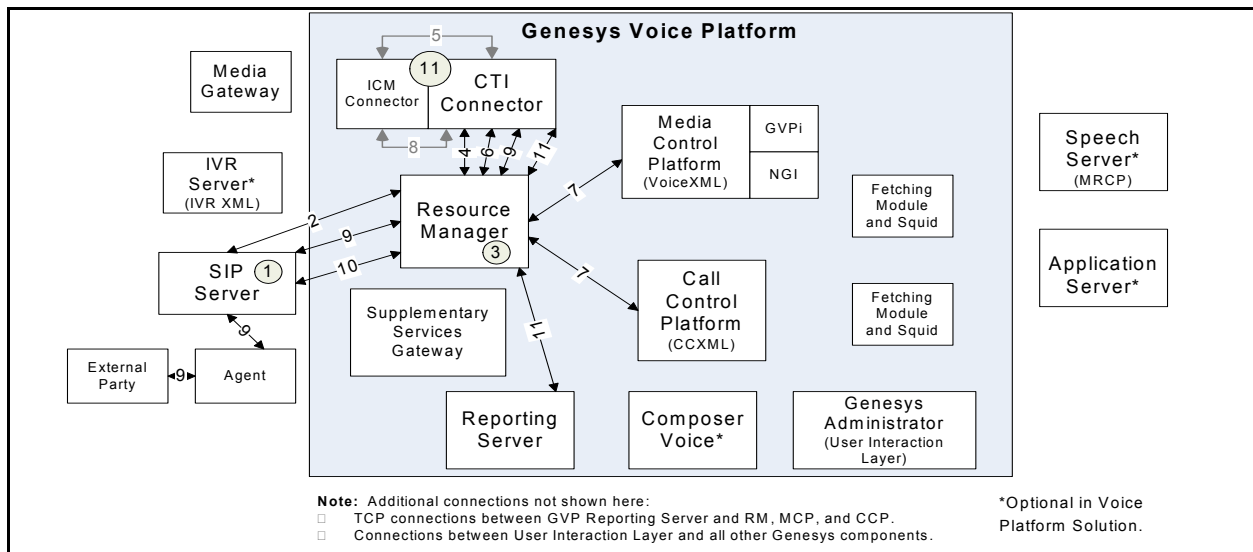 Genesys Voice Platform
5
11
Media
Gateway
ICM
Connector
CTI
Connector
8
4
6
9
11
Media
Control
Platform
(VoiceXML)
GVPi
NGI
Speech
Server*
(MRCP)
IVR
Server*
(IVR XML)
2
9
10
Resource
Manager
3
7
7
Fetching
Module
and Squid
SIP
Server
1
Application
Server*
Supplementary
Services
Gateway
11
Call
Control
Platform
(CCXML)
Fetching
Module
and Squid
9
External
Party
9
Agent
Reporting
Server
Composer
Voice*
Genesys
Administrator
(User Interaction
Layer)
Note: Additional connections not shown here:
TCP connections between GVP Reporting Server and RM, MCP, and CCP.
Connections between User Interaction Layer and all other Genesys components.
*Optional in Voice
Platform Solution.